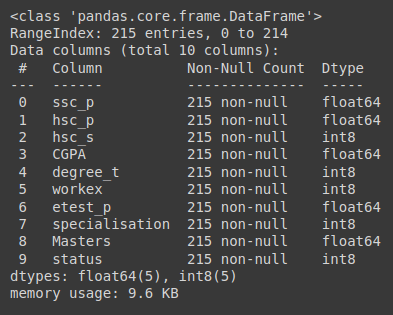 <class 'pandas.core.frame.DataFrame'>
RangeIndex: 215 entries, 0 to 214
Data columns (total 10 columns):
 #   Column          Non-Null Count  Dtype
---  ------          --------------  -----
 0   ssc_p           215 non-null    float64
 1   hsc_p           215 non-null    float64
 2   hsc_s           215 non-null    int8
 3   CGPA            215 non-null    float64
 4   degree_t        215 non-null    int8
 5   workex          215 non-null    int8
 6   etest_p         215 non-null    float64
 7   specialisation  215 non-null    int8
 8   Masters         215 non-null    float64
 9   status          215 non-null    int8
dtypes: float64(5), int8(5)
memory usage: 9.6 KB